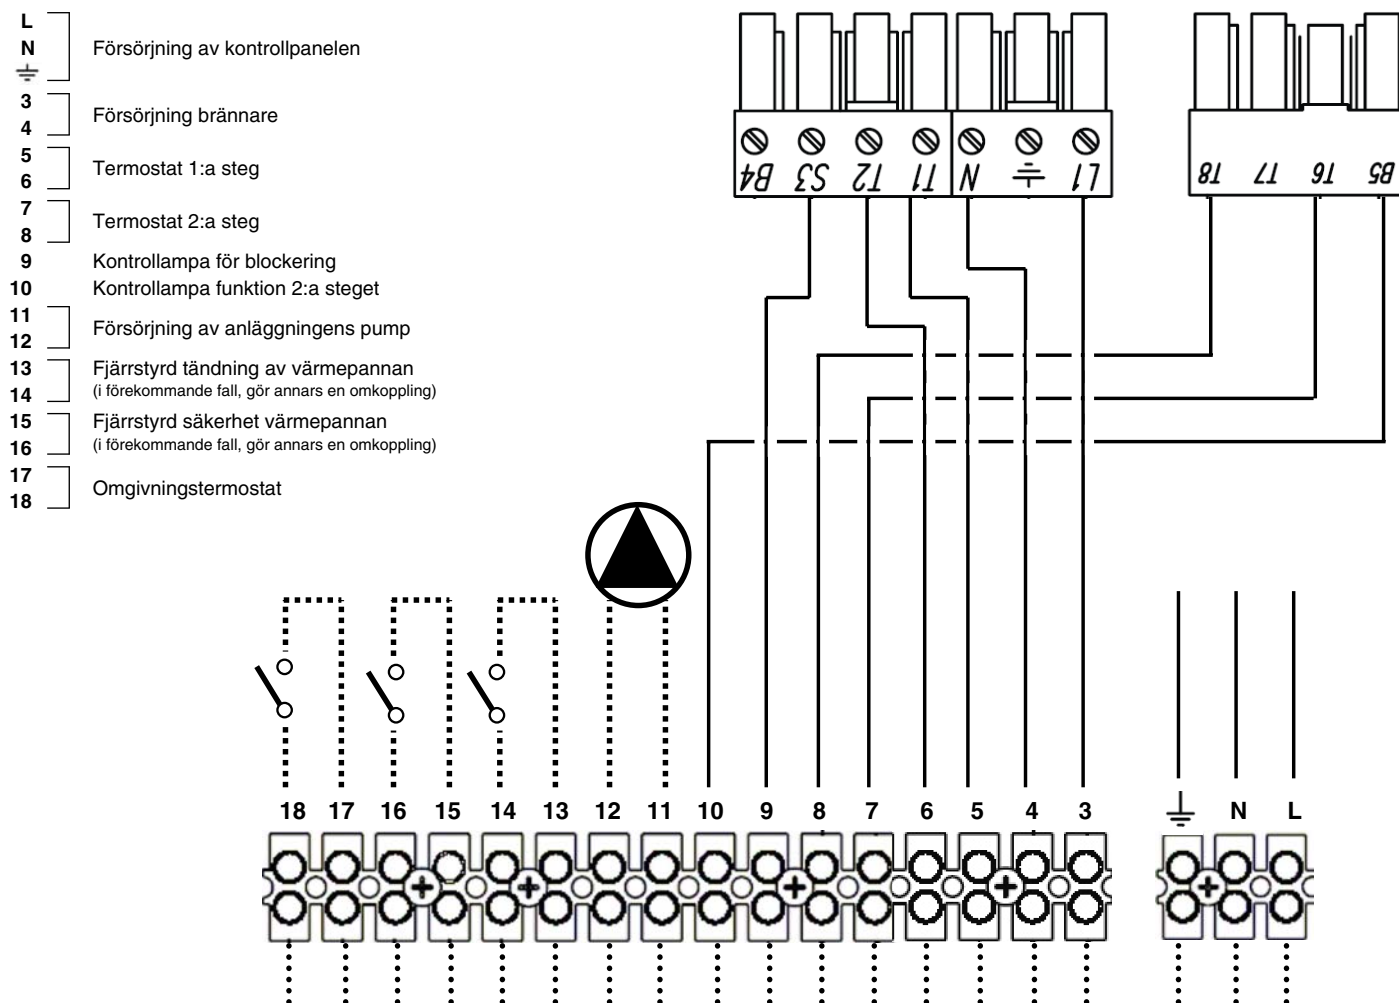 L
N
Försörjning av kontrollpanelen
3
4
Försörjning brännare
5
6
Termostat 1:a steg
7
8
Termostat 2:a steg
9 Kontrollampa för blockering
10 Kontrollampa funktion 2:a steget
11
12
Försörjning av anläggningens pump
13
14
Fjärrstyrd tändning av värmepannan
(i förekommande fall, gör annars en omkoppling)
15
16
Fjärrstyrd säkerhet värmepannan
(i förekommande fall, gör annars en omkoppling)
17
18
Omgivningstermostat
B4 S3 T2 T1 N L1
T8 T7 T6 B5
18 17 16 15 14 13 12 11 10 9 8 7 6 5 4 3 N L